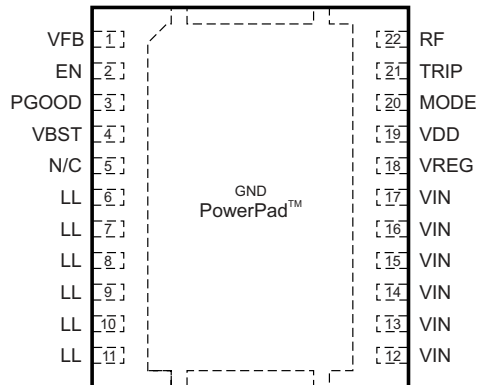 VFB 1
EN 2
PGOOD 3
VBST 4
N/C 5
LL 6
LL 7
LL 8
LL 9
LL 10
LL 11
GND
PowerPad™
22 RF
21 TRIP
20 MODE
19 VDD
18 VREG
17 VIN
16 VIN
15 VIN
14 VIN
13 VIN
12 VIN